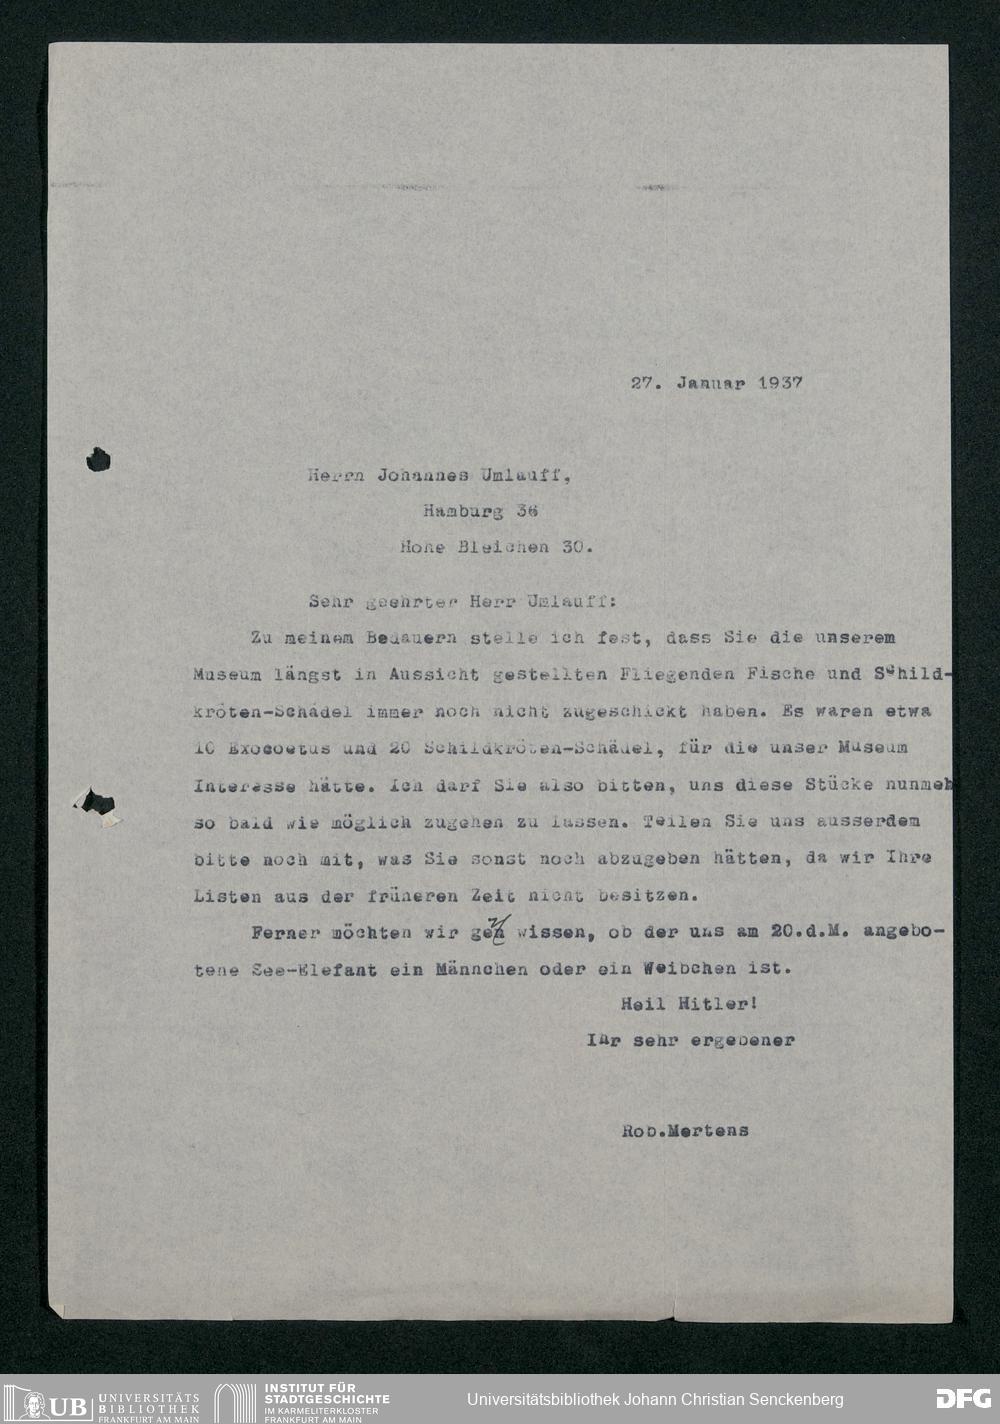 27. Januar 1937
Herrn Johannes Umlauff,
Hamburg 36
Hohe Bleichen 30.
Sehr geehrter Herr Umlauff:
Zu meinem Bedauern stelle ich fest, dass Sie die unserem
Museum längst in Aussicht gestellten Fliegenden Fische und Schild-
kröten-Schädel immer noch nicht zugeschickt haben. Es waren etwa
10 Exocoetus und 20 Schildkröten-Schädel, für die unser Museum
Interesse hätte. Ich darf Sie also bitten, uns diese Stücke nunmeh
so bald wie möglich zugehen zu lassen. Teilen Sie uns ausserdem
bitte noch mit, was Sie sonst noch abzugeben hätten, da wir Ihre
Listen aus der früheren Zeit nicht besitzen.
Ferner möchten wir gern wissen, ob der uns am 20.d.M. angebo-
tene See-Elefant ein Männchen oder ein Weibchen ist.
Heil Hitler!
Ihr sehr ergebener
Rob.Mertens
UB UNIVERSITÄTS
BIBLIOTHEK
FRANKFURT AM MAIN
INSTITUT FÜR
STADTGESCHICHTE
IM KARMELITERKLOSTER
FRANKFURT AM MAIN
Universitätsbibliothek Johann Christian Senckenberg
DFG